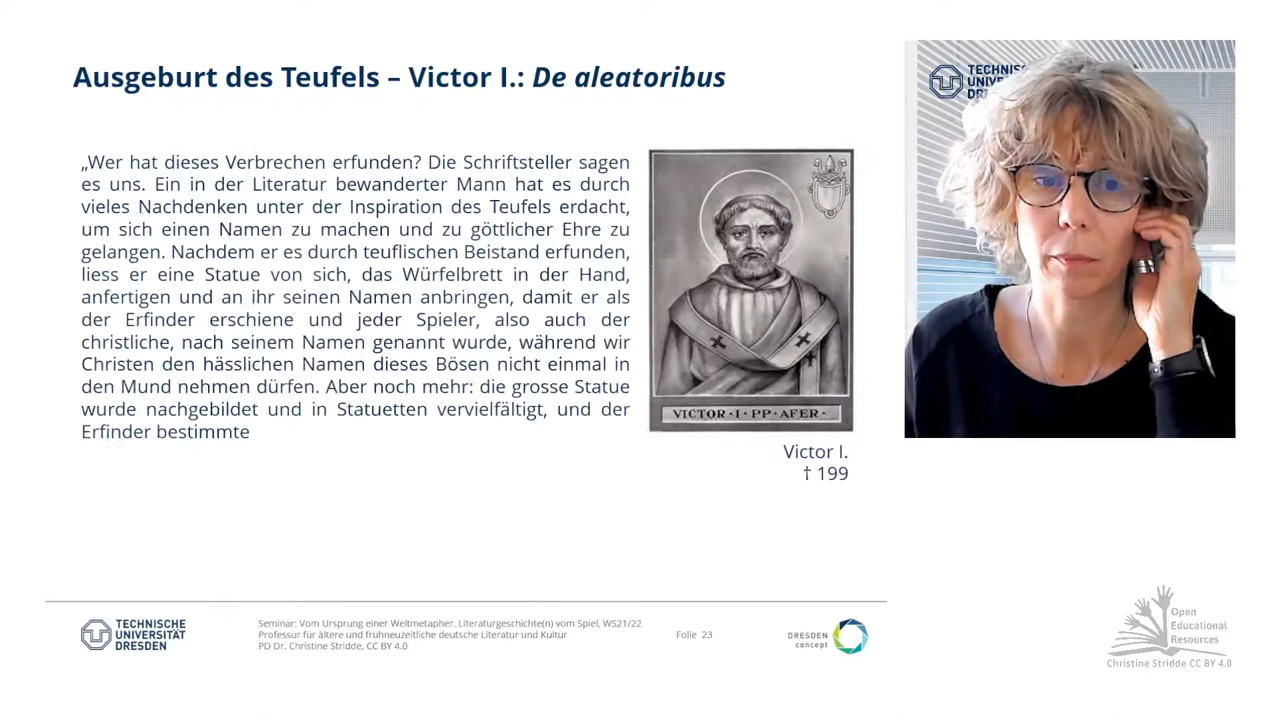 Ausgeburt des Teufels – Victor I.: De aleatoribus
„Wer hat dieses Verbrechen erfunden? Die Schriftsteller sagen
es uns. Ein in der Literatur bewanderter Mann hat es durch
vieles Nachdenken unter der Inspiration des Teufels erdacht,
um sich einen Namen zu machen und zu göttlicher Ehre zu
gelangen. Nachdem er es durch teuflischen Beistand erfunden,
liess er eine Statue von sich, das Würfelbrett in der Hand,
anfertigen und an ihr seinen Namen anbringen, damit er als
der Erfinder erschiene und jeder Spieler, also auch der
christliche, nach seinem Namen genannt wurde, während wir
Christen den hässlichen Namen dieses Bösen nicht einmal in
den Mund nehmen dürfen. Aber noch mehr: die grosse Statue
wurde nachgebildet und in Statuetten vervielfältigt, und der
Erfinder bestimmte
VICTOR·I·PP·AFER·
Victor I.
† 199
TECHNISCHE
UNIVERSITÄT
DRESDEN
Seminar: Vom Ursprung einer Weltmetapher. Literaturgeschichte(n) vom Spiel, WS21/22
Professur für ältere und frühneuzeitliche deutsche Literatur und Kultur
PD Dr. Christine Stridde, CC BY 4.0
Folie 23
DRESDEN
concept
Open
Educational
Resources
Christine Stridde CC BY 4.0